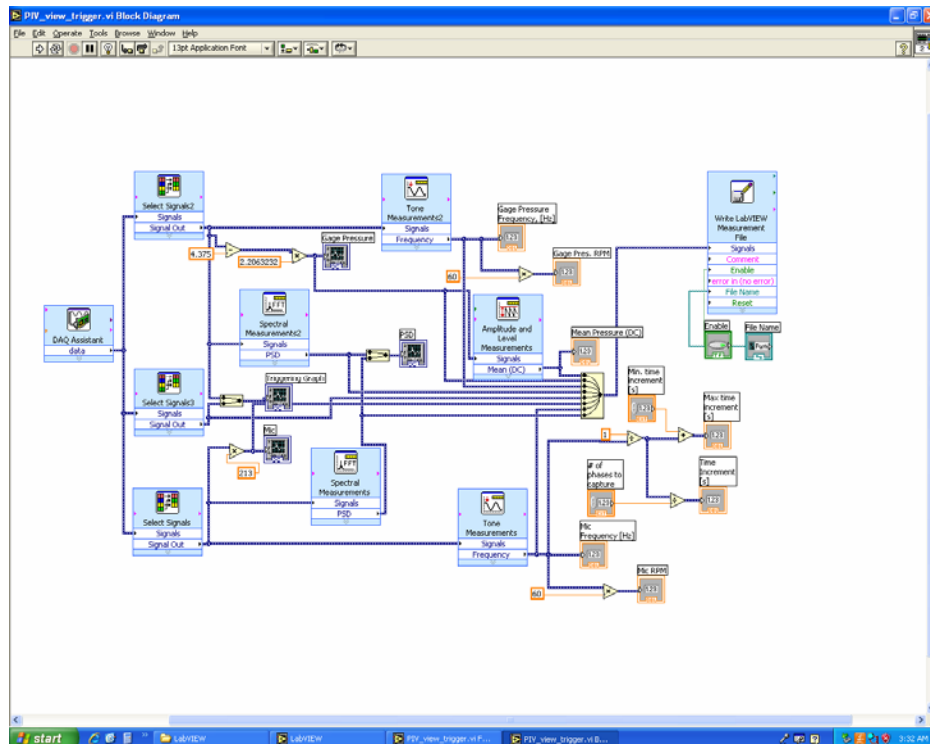 PIV_view_trigger.vi Block Diagram
File Edit Operate Tools Browse Window Help
13pt Application Font
Select Signals2
Signals
Signal Out
Tone
Measurements2
Signals
Frequency
Gage Pressure
Frequency, [Hz]
Write LabVIEW
Measurement
File
Signals
Comment
Enable
error in (no error)
File Name
Reset
4.375
2.2063232
Gage Pressure
60
Gage Pres. RPM
DAQ Assistant
data
Spectral
Measurements2
Signals
PSD
PSD
Amplitude and
Level
Measurements
Signals
Mean (DC)
Mean Pressure (DC)
Enable
File Name
Select Signals3
Signals
Signal Out
Triggering Graph
Mic
213
Min. time
increment
[s]
Max time
increment
[s]
1
Spectral
Measurements
Signals
PSD
# of
phases to
capture
Time
Increment
[s]
Select Signals
Signals
Signal Out
Tone
Measurements
Signals
Frequency
Mic
Frequency [Hz]
60
Mic RPM
start
LabVIEW
LabVIEW
PIV_view_trigger.vi F...
PIV_view_trigger.vi B...
3:32 AM